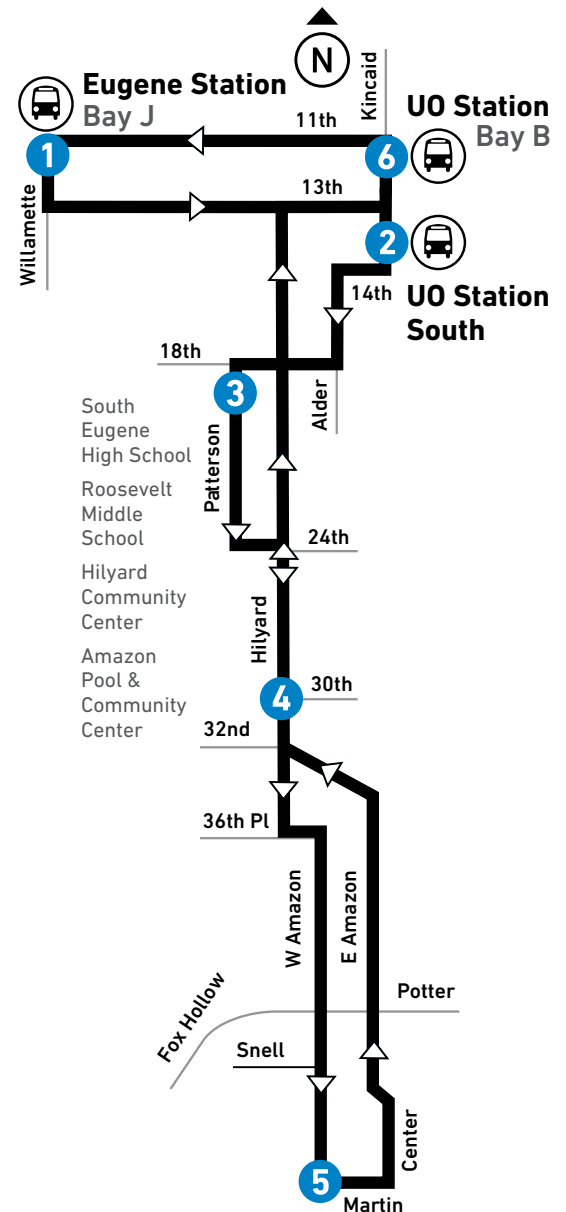 N
Kincaid
Eugene Station
Bay J
UO Station
Bay B
11th
1
6
13th
Willamette
2
14th
UO Station
South
18th
3
Alder
South
Eugene
High School
Patterson
Roosevelt
Middle
School
24th
Hilyard
Community
Center
Hilyard
Amazon
Pool &
Community
Center
4
30th
32nd
36th Pl
W Amazon
E Amazon
Potter
Fox Hollow
Snell
Center
5
Martin